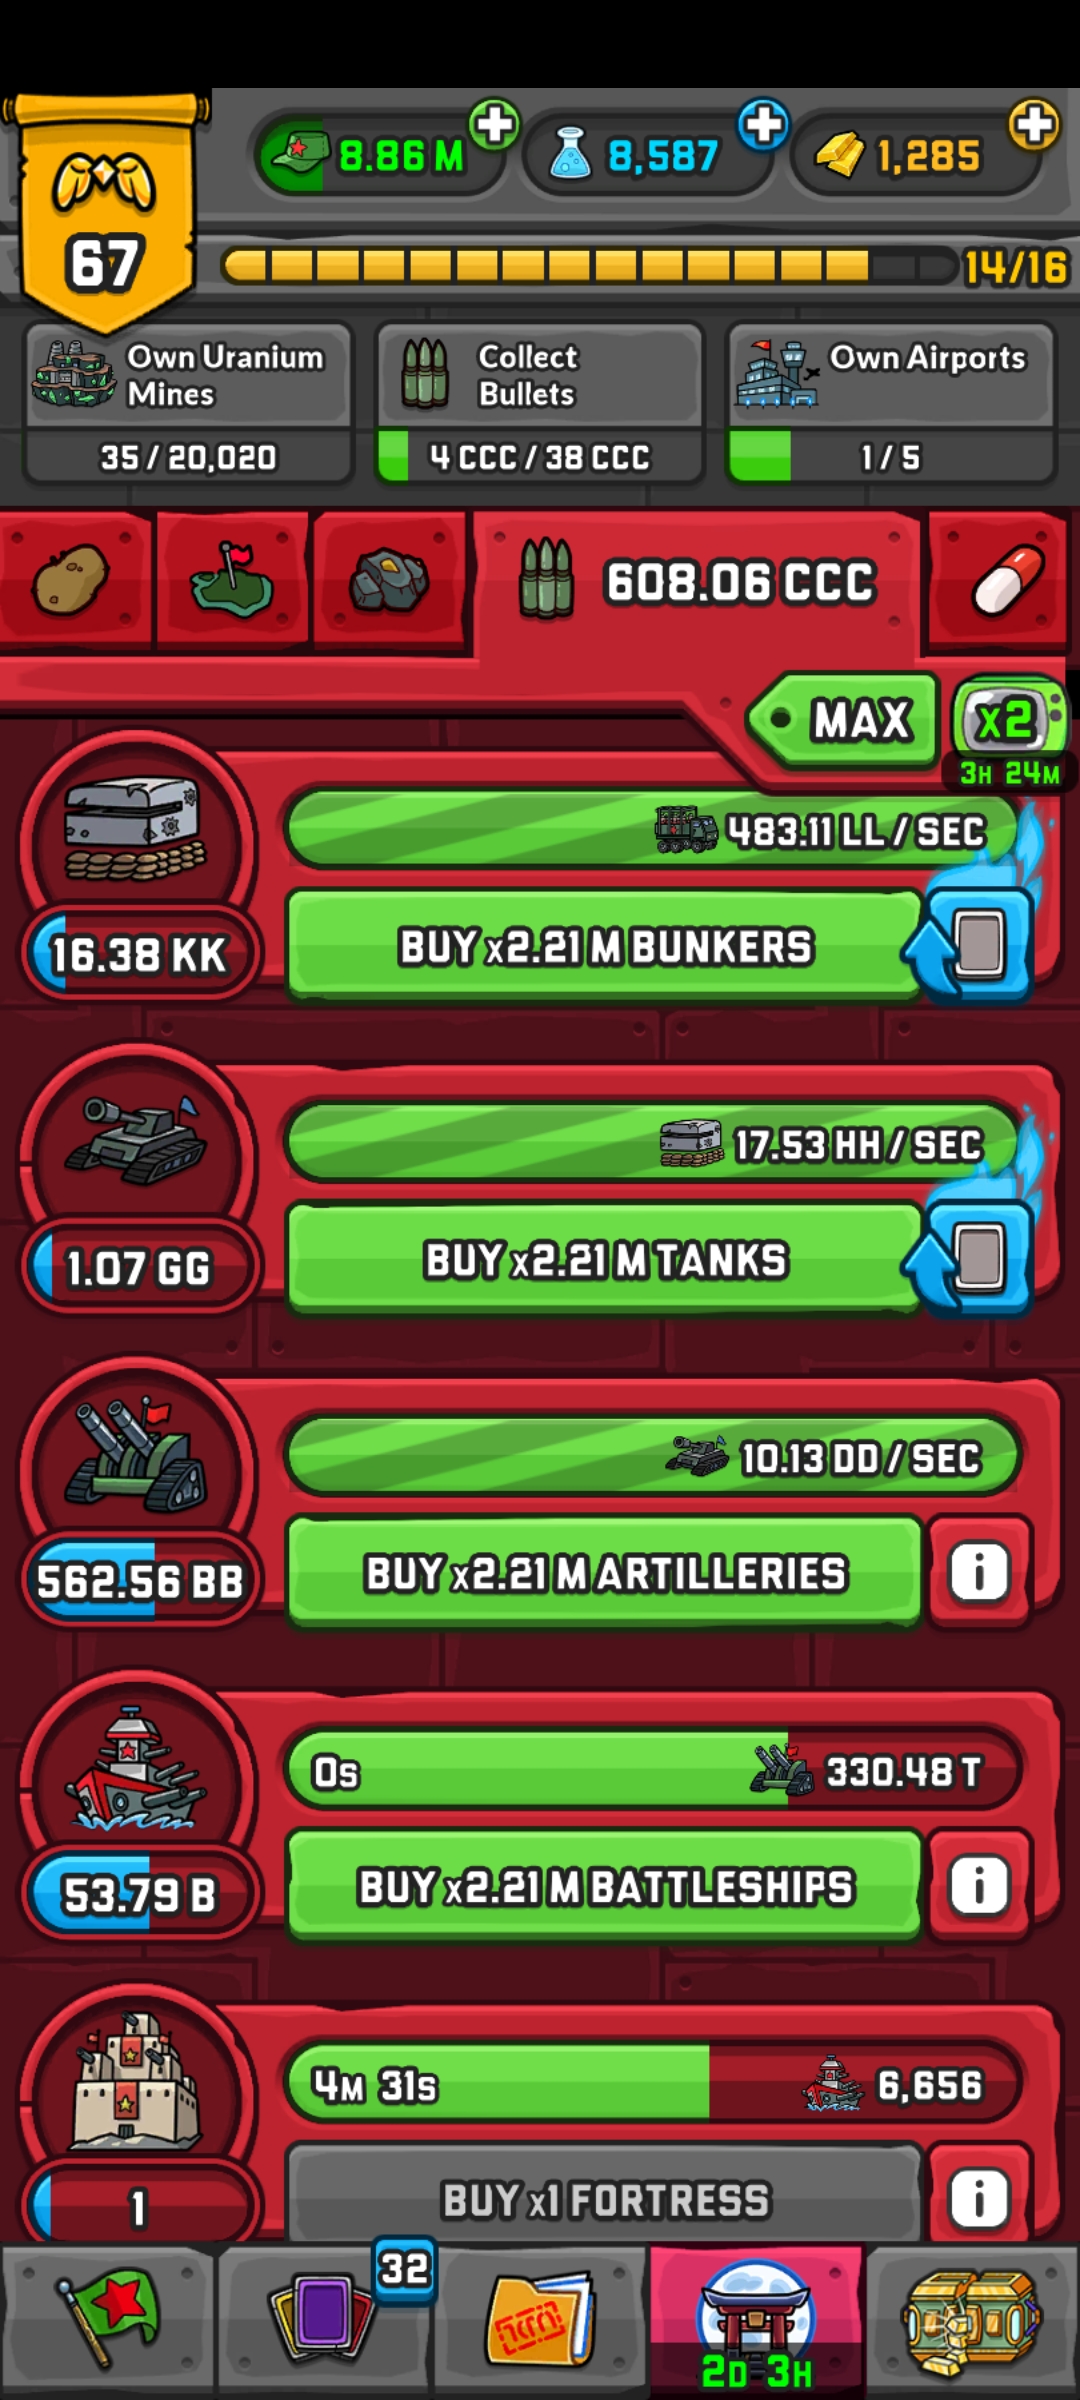 8.86 M
8,587
1,285
67
14/16
Own Uranium
Mines
35 / 20,020
Collect
Bullets
4 CCC / 38 CCC
Own Airports
1 / 5
608.06 CCC
MAX
x2
3H 24M
483.11 LL / SEC
16.38 KK
BUY x2.21 M BUNKERS
17.53 HH / SEC
1.07 GG
BUY x2.21 M TANKS
10.13 DD / SEC
562.56 BB
BUY x2.21 M ARTILLERIES
i
0s
330.48 T
53.79 B
BUY x2.21 M BATTLESHIPS
i
4M 31s
6,656
1
BUY x1 FORTRESS
i
32
2D 3H